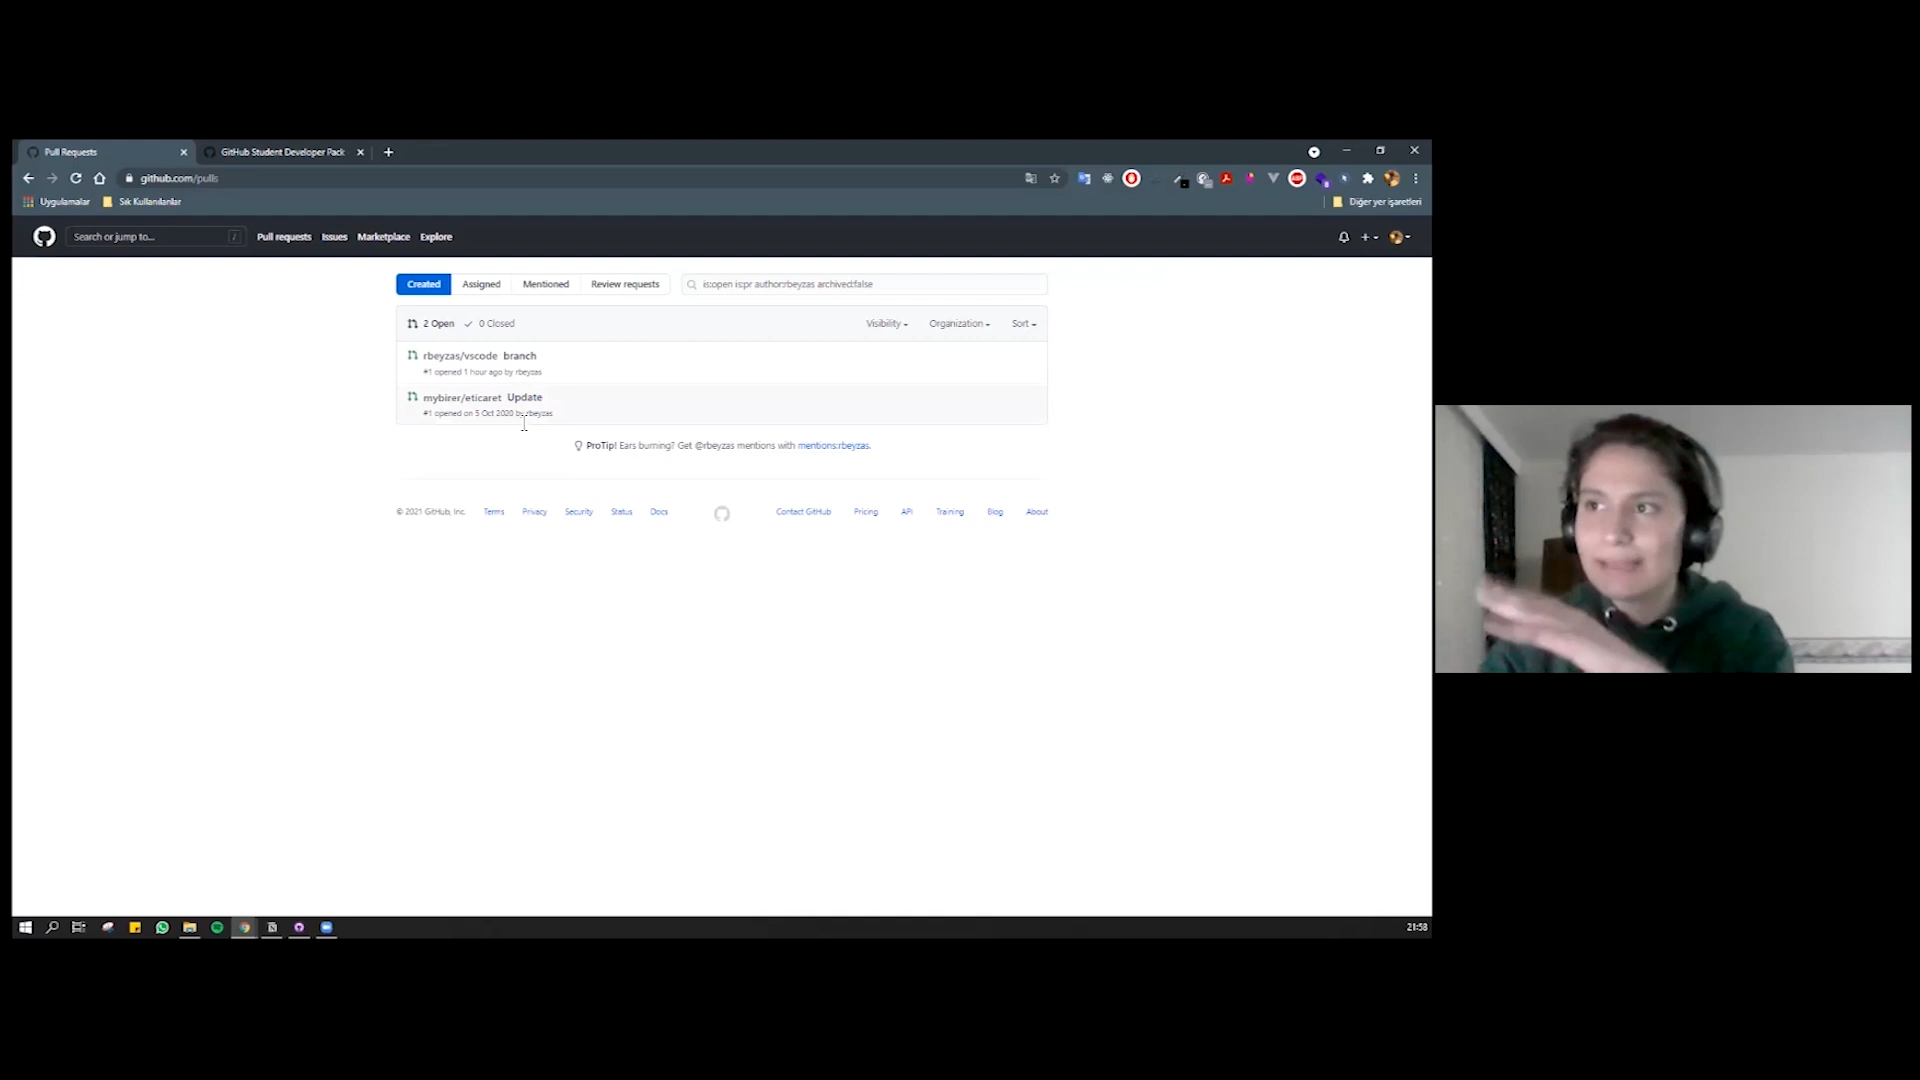 Pull Requests
GitHub Student Developer Pack
github.com/pulls
Uygulamalar
Sık Kullanılanlar
Diğer yer işaretleri
Search or jump to...
/
Pull requests
Issues
Marketplace
Explore
Created
Assigned
Mentioned
Review requests
is:open is:pr author:rbeyzas archived:false
2 Open
0 Closed
Visibility
Organization
Sort
rbeyzas/vscode branch
#1 opened 1 hour ago by rbeyzas
mybirer/eticaret Update
#1 opened on 5 Oct 2020 by rbeyzas
ProTip! Ears burning? Get @rbeyzas mentions with mentions:rbeyzas.
© 2021 GitHub, Inc.
Terms
Privacy
Security
Status
Docs
Contact GitHub
Pricing
API
Training
Blog
About
21:58